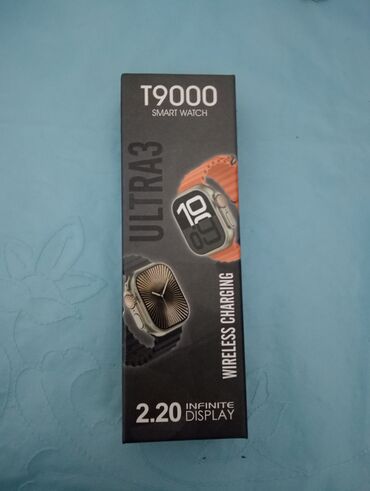 T9000
SMART WATCH
ULTRA3
10
09
WIRELESS CHARGING
2.20 INFINITE
DISPLAY